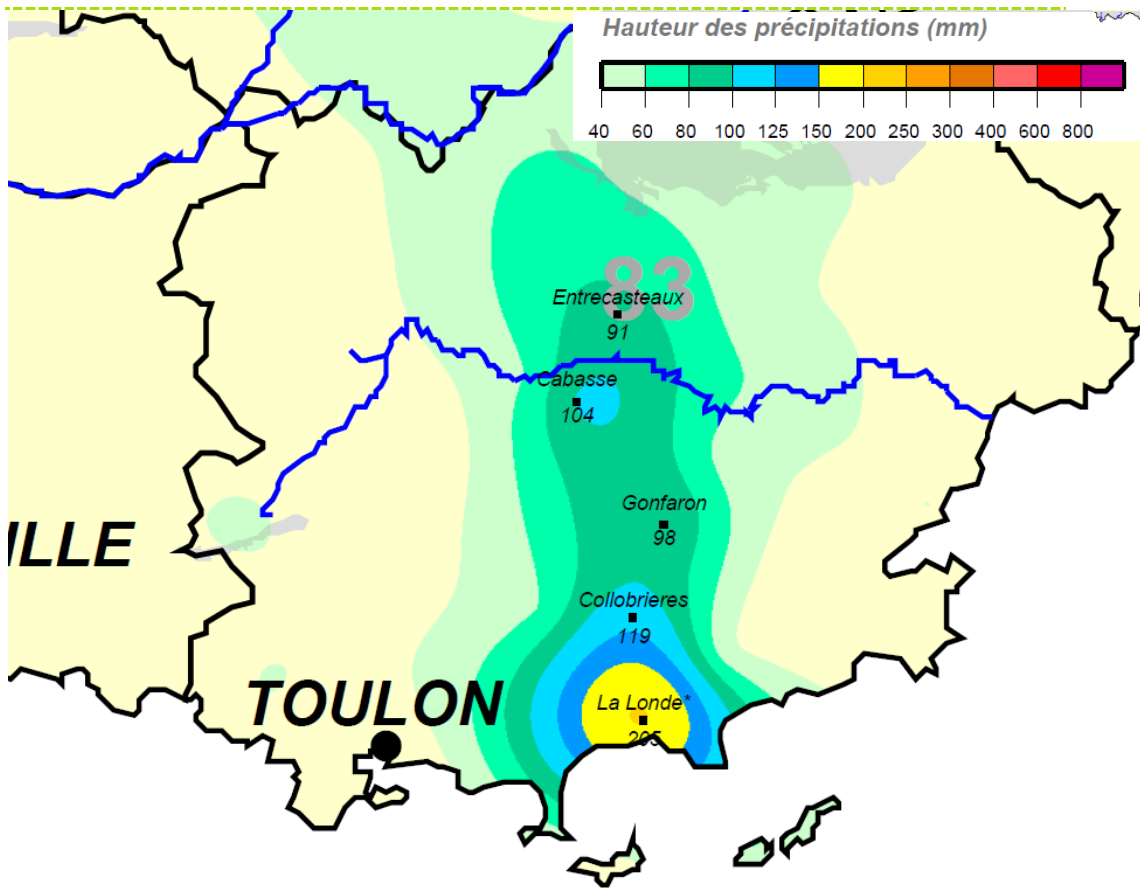 Hauteur des précipitations (mm)
40 60 80 100 125 150 200 250 300 400 600 800
83
Entrecasteaux
91
Cabasse
104
Gonfaron
98
ILLE
Collobrieres
119
TOULON
La Londe*
205